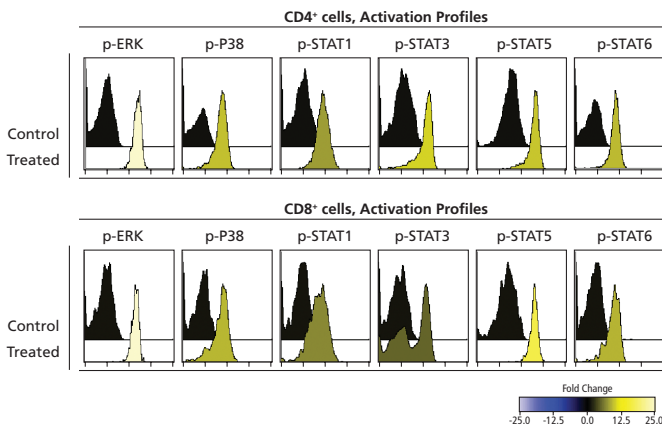 CD4⁺ cells, Activation Profiles
p-ERK p-P38 p-STAT1 p-STAT3 p-STAT5 p-STAT6
Control
Treated
CD8⁺ cells, Activation Profiles
p-ERK p-P38 p-STAT1 p-STAT3 p-STAT5 p-STAT6
Control
Treated
Fold Change
-25.0 -12.5 0.0 12.5 25.0